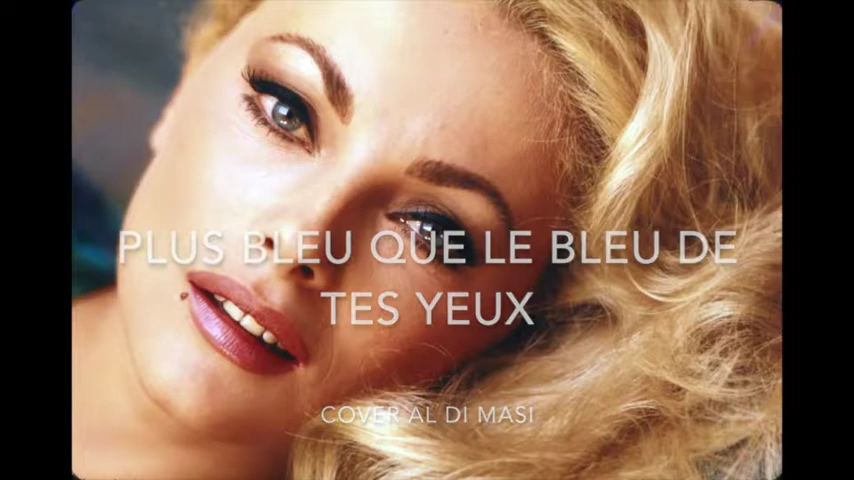 PLUS BLEU QUE LE BLEU DE
TES YEUX
COVER AL DI MASI